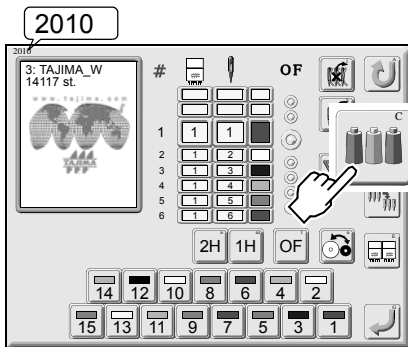 2010
2010
3: TAJIMA_W
14117 st.
www.tajima.com
TAJIMA
# OF
C
1 1 1
2 1 2
3 1 3
4 1 4
5 1 5
6 1 6
2H 1H OF
14 12 10 8 6 4 2
15 13 11 9 7 5 3 1